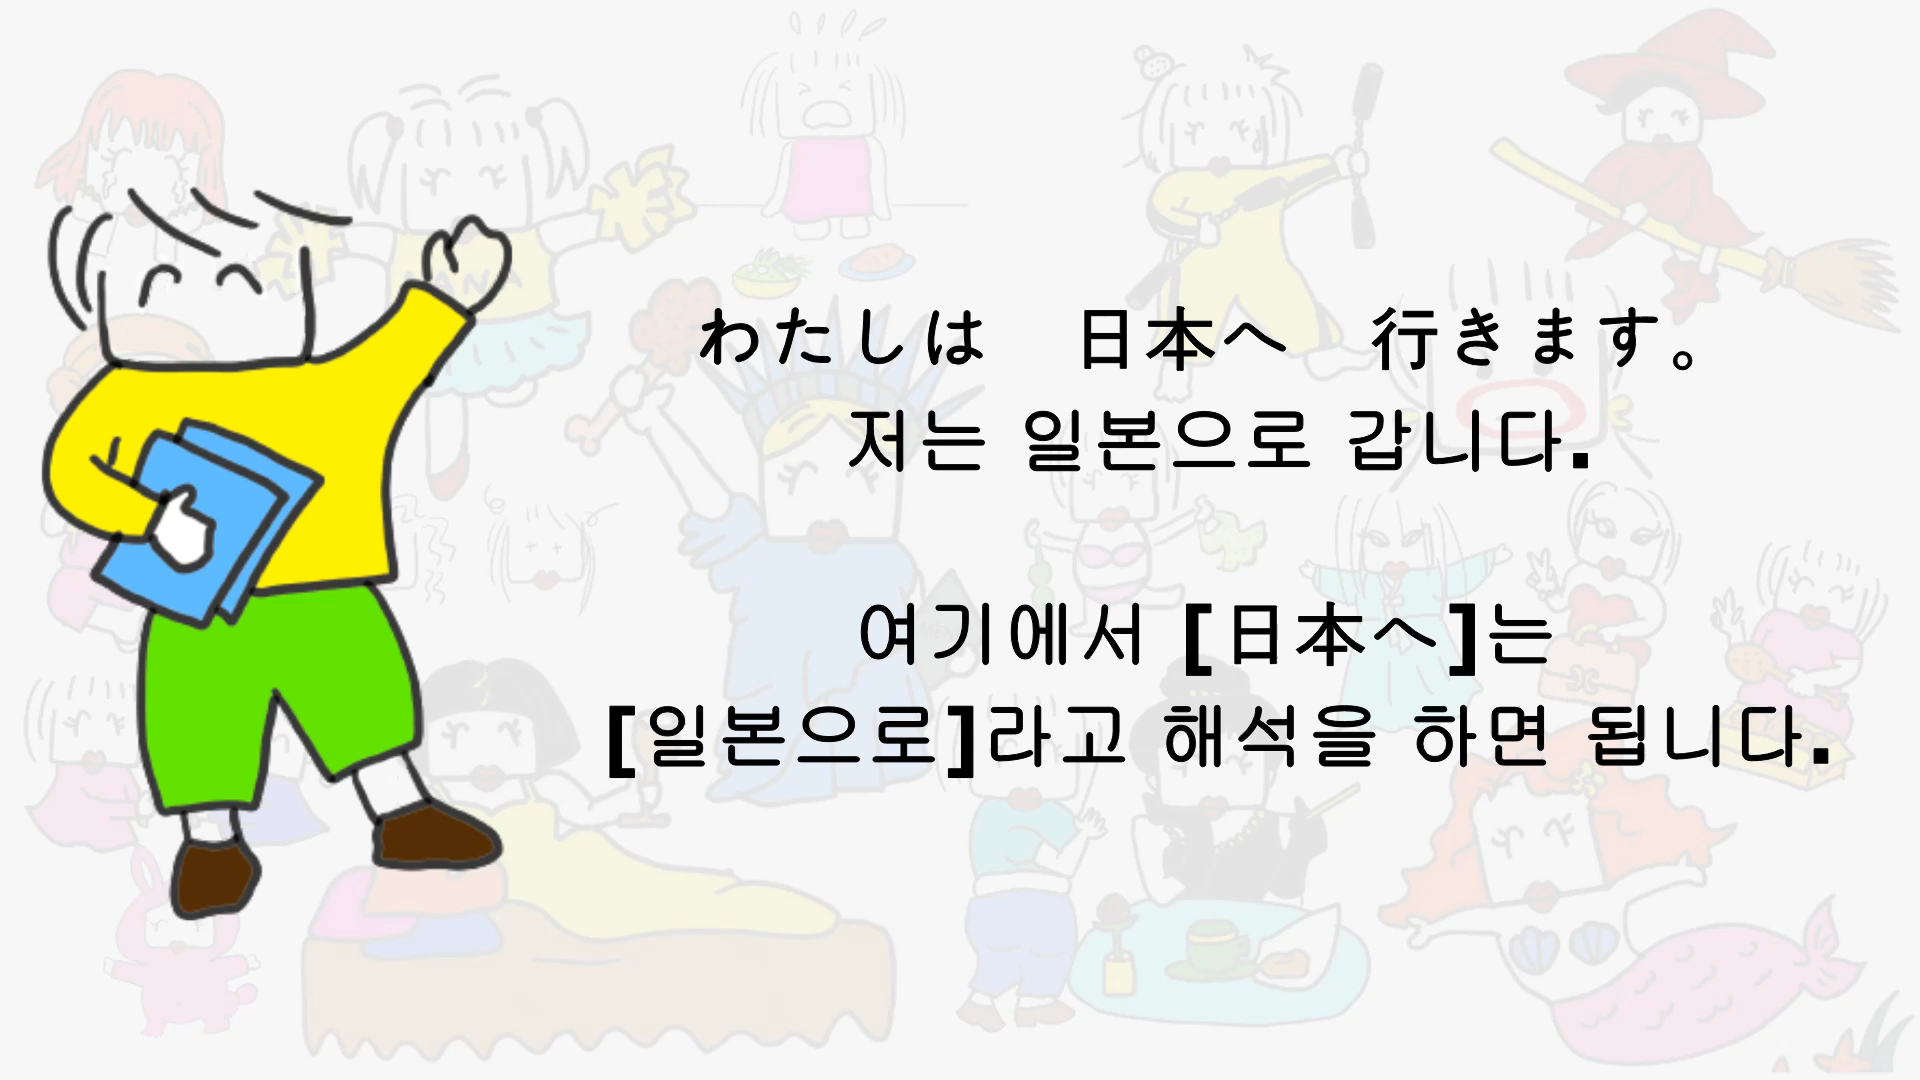 わたしは　日本へ　行きます。
저는 일본으로 갑니다.
여기에서 [日本へ]는
[일본으로]라고 해석을 하면 됩니다.